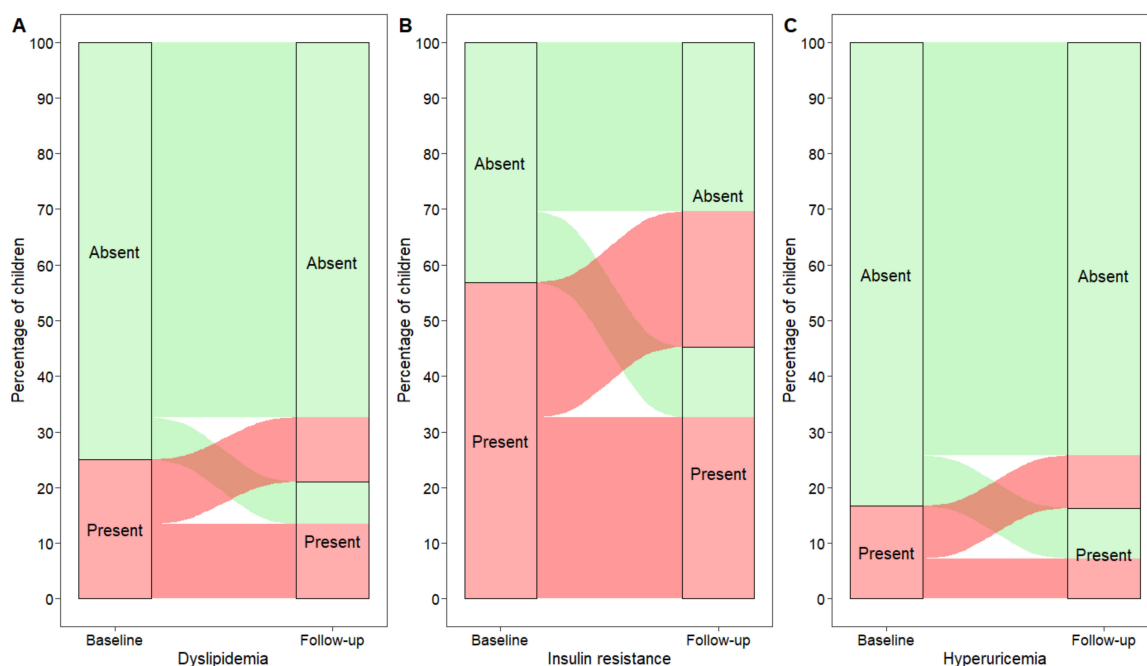 A
Percentage of children
100
90
80
70
60
50
40
30
20
10
0
Absent
Present
Absent
Present
Baseline
Follow-up
Dyslipidemia
B
Percentage of children
100
90
80
70
60
50
40
30
20
10
0
Absent
Present
Absent
Present
Baseline
Follow-up
Insulin resistance
C
Percentage of children
100
90
80
70
60
50
40
30
20
10
0
Absent
Present
Absent
Present
Baseline
Follow-up
Hyperuricemia